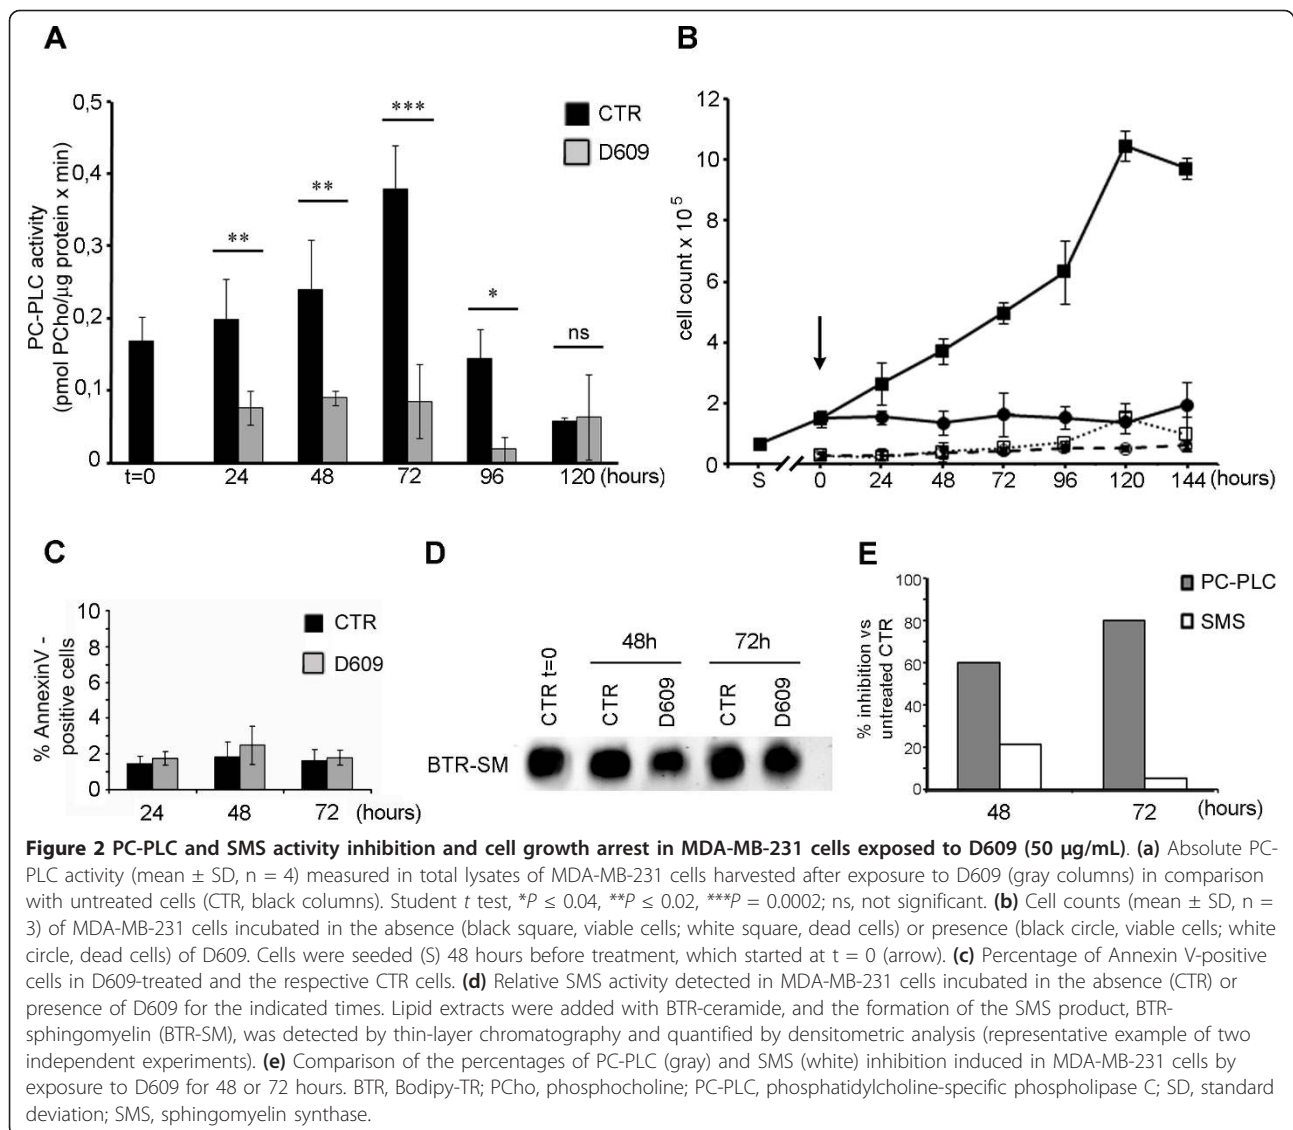 A
PC-PLC activity
(pmol PCho/µg protein x min)
0,5
0,4
0,3
0,2
0,1
0
**
**
***
*
ns
CTR
D609
t=0 24 48 72 96 120 (hours)
B
cell count x 10⁵
12
10
8
6
4
2
0
S 0 24 48 72 96 120 144 (hours)
C
% AnnexinV -
positive cells
10
8
6
4
2
0
CTR
D609
24 48 72 (hours)
D
48h 72h
CTR t=0 CTR D609 CTR D609
BTR-SM
E
% inhibition vs
untreated CTR
100
80
60
40
20
0
PC-PLC
SMS
48 72 (hours)
Figure 2 PC-PLC and SMS activity inhibition and cell growth arrest in MDA-MB-231 cells exposed to D609 (50 µg/mL). (a) Absolute PC-
PLC activity (mean ± SD, n = 4) measured in total lysates of MDA-MB-231 cells harvested after exposure to D609 (gray columns) in comparison
with untreated cells (CTR, black columns). Student t test, *P ≤ 0.04, **P ≤ 0.02, ***P = 0.0002; ns, not significant. (b) Cell counts (mean ± SD, n =
3) of MDA-MB-231 cells incubated in the absence (black square, viable cells; white square, dead cells) or presence (black circle, viable cells; white
circle, dead cells) of D609. Cells were seeded (S) 48 hours before treatment, which started at t = 0 (arrow). (c) Percentage of Annexin V-positive
cells in D609-treated and the respective CTR cells. (d) Relative SMS activity detected in MDA-MB-231 cells incubated in the absence (CTR) or
presence of D609 for the indicated times. Lipid extracts were added with BTR-ceramide, and the formation of the SMS product, BTR-
sphingomyelin (BTR-SM), was detected by thin-layer chromatography and quantified by densitometric analysis (representative example of two
independent experiments). (e) Comparison of the percentages of PC-PLC (gray) and SMS (white) inhibition induced in MDA-MB-231 cells by
exposure to D609 for 48 or 72 hours. BTR, Bodipy-TR; PCho, phosphocholine; PC-PLC, phosphatidylcholine-specific phospholipase C; SD, standard
deviation; SMS, sphingomyelin synthase.